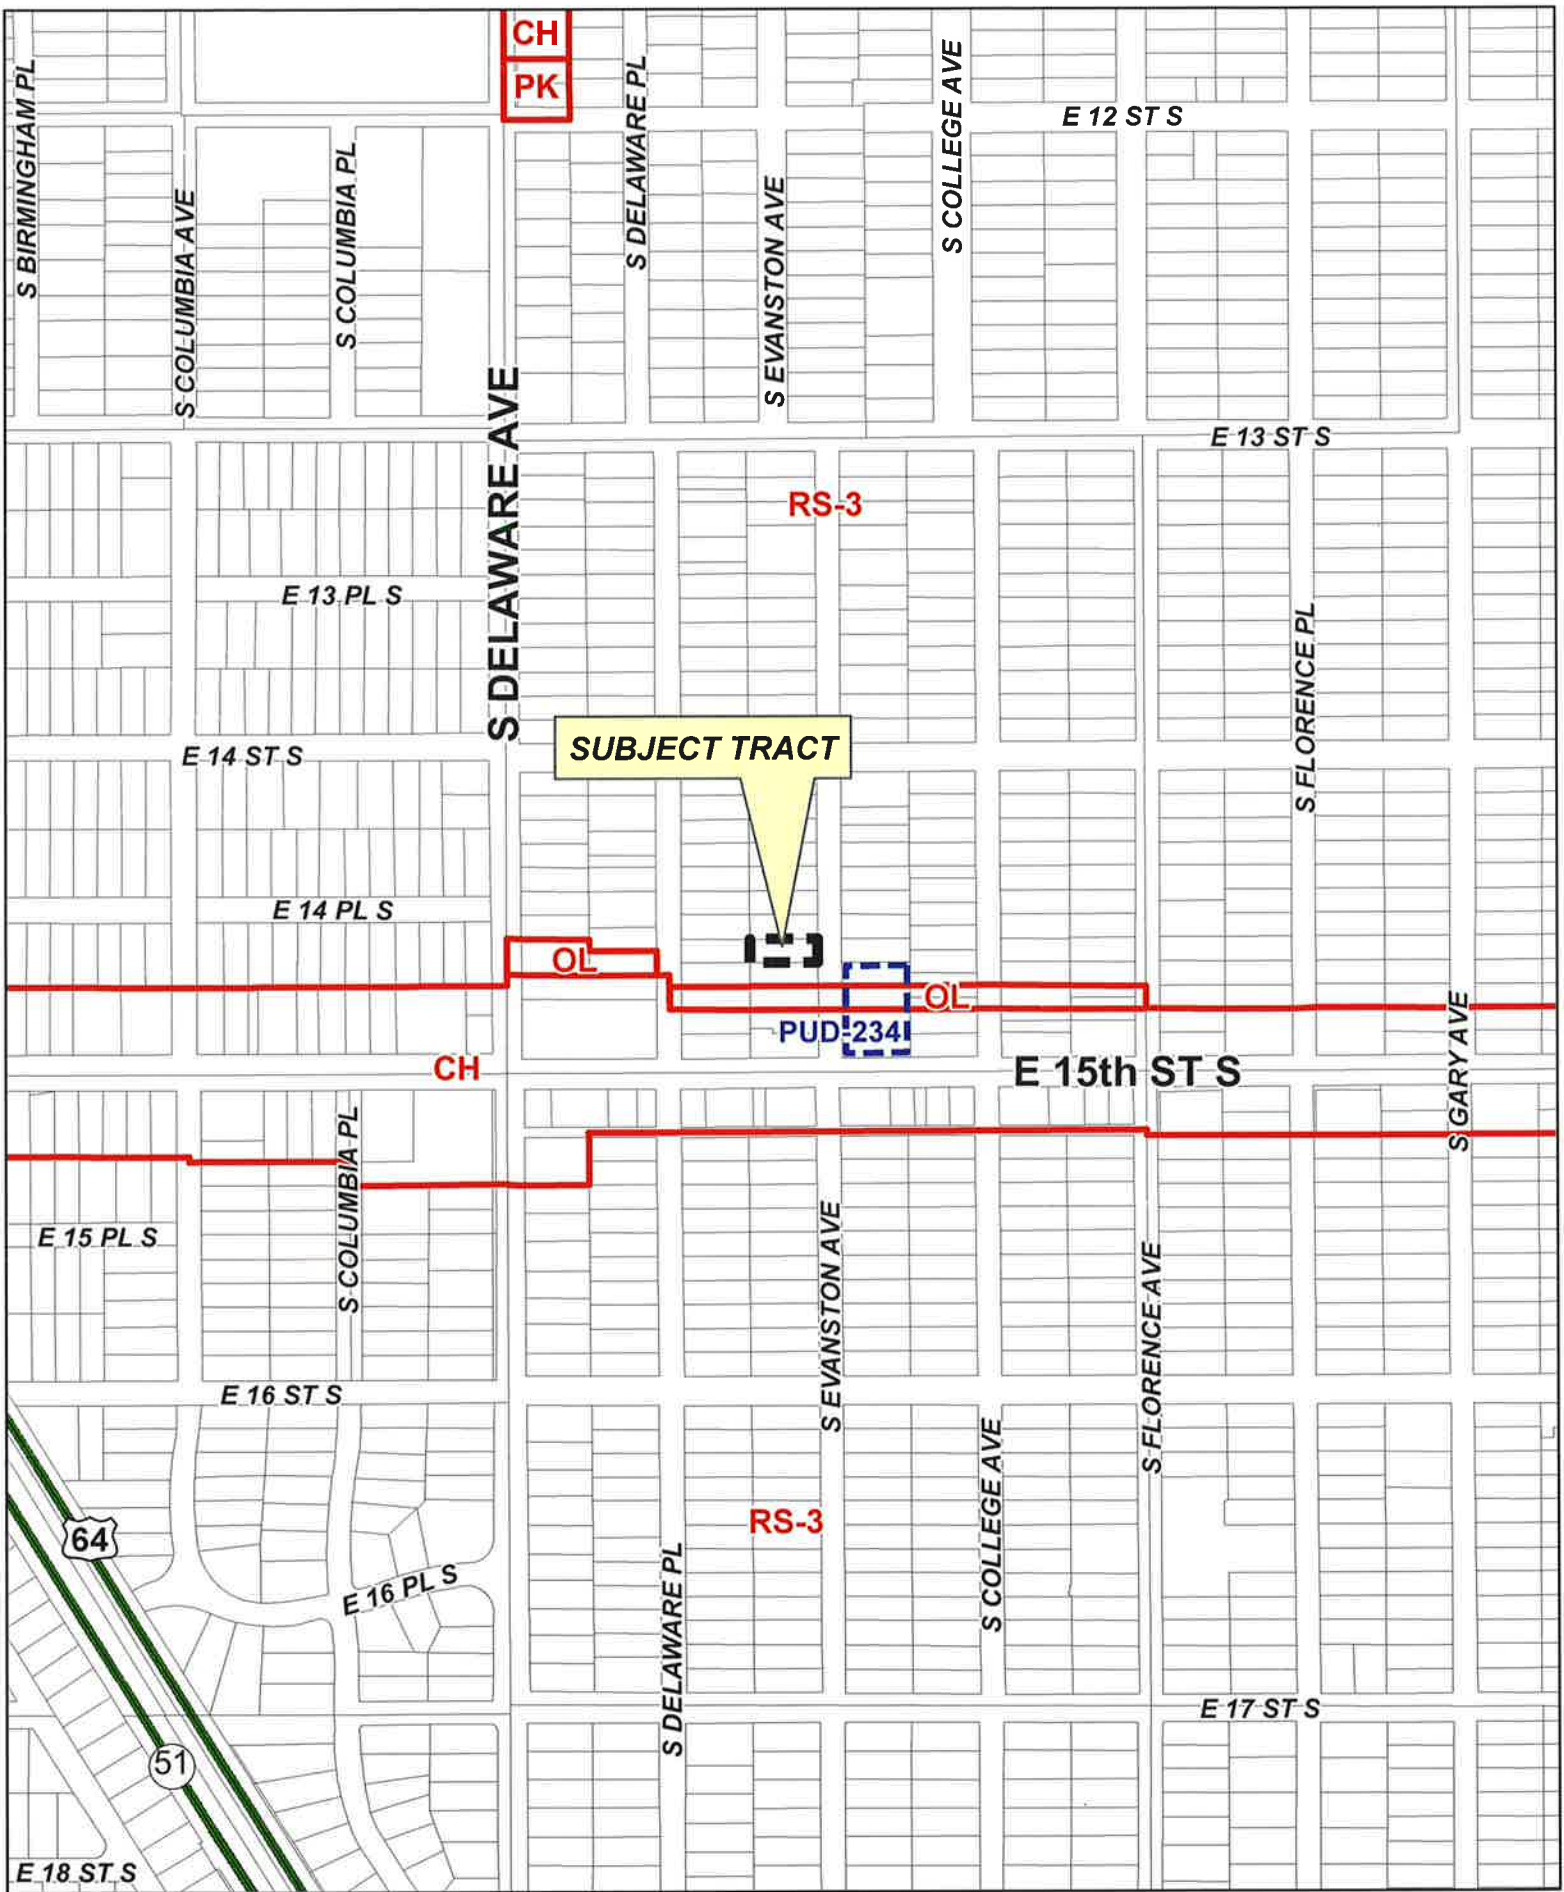 CH
PK
S BIRMINGHAM PL
S COLUMBIA AVE
S COLUMBIA PL
S DELAWARE PL
S EVANSTON AVE
S COLLEGE AVE
E 12 ST S
E 13 ST S
S DELAWARE AVE
RS-3
E 13 PL S
S FLORENCE PL
SUBJECT TRACT
E 14 ST S
E 14 PL S
OL
OL
PUD-234
CH
E 15th ST S
S GARY AVE
S COLUMBIA PL
E 15 PL S
S EVANSTON AVE
S FLORENCE AVE
E 16 ST S
S COLLEGE AVE
RS-3
64
E 16 PL S
S DELAWARE PL
E 17 ST S
51
E 18 ST S